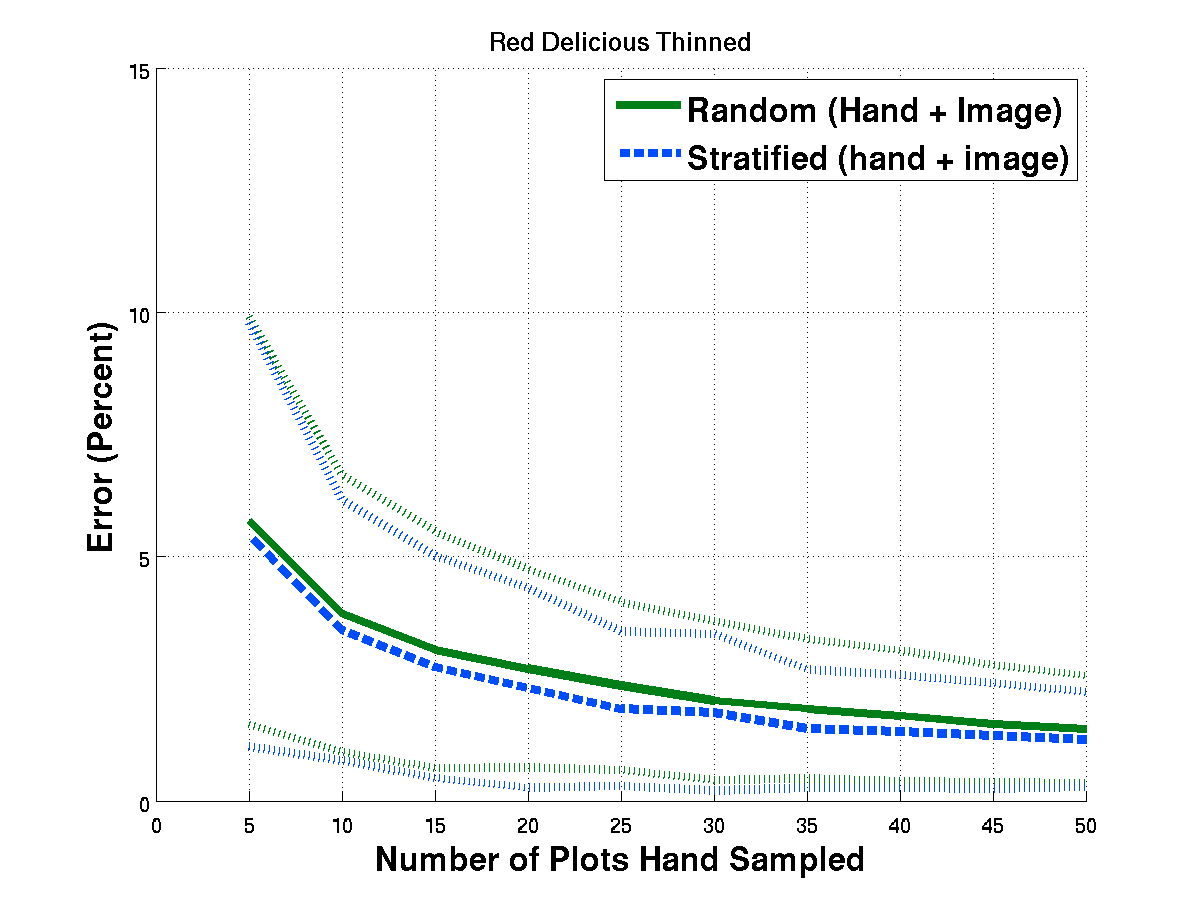 Red Delicious Thinned
15
Random (Hand + Image)
Stratified (hand + image)
10
Error (Percent)
5
0
0 5 10 15 20 25 30 35 40 45 50
Number of Plots Hand Sampled